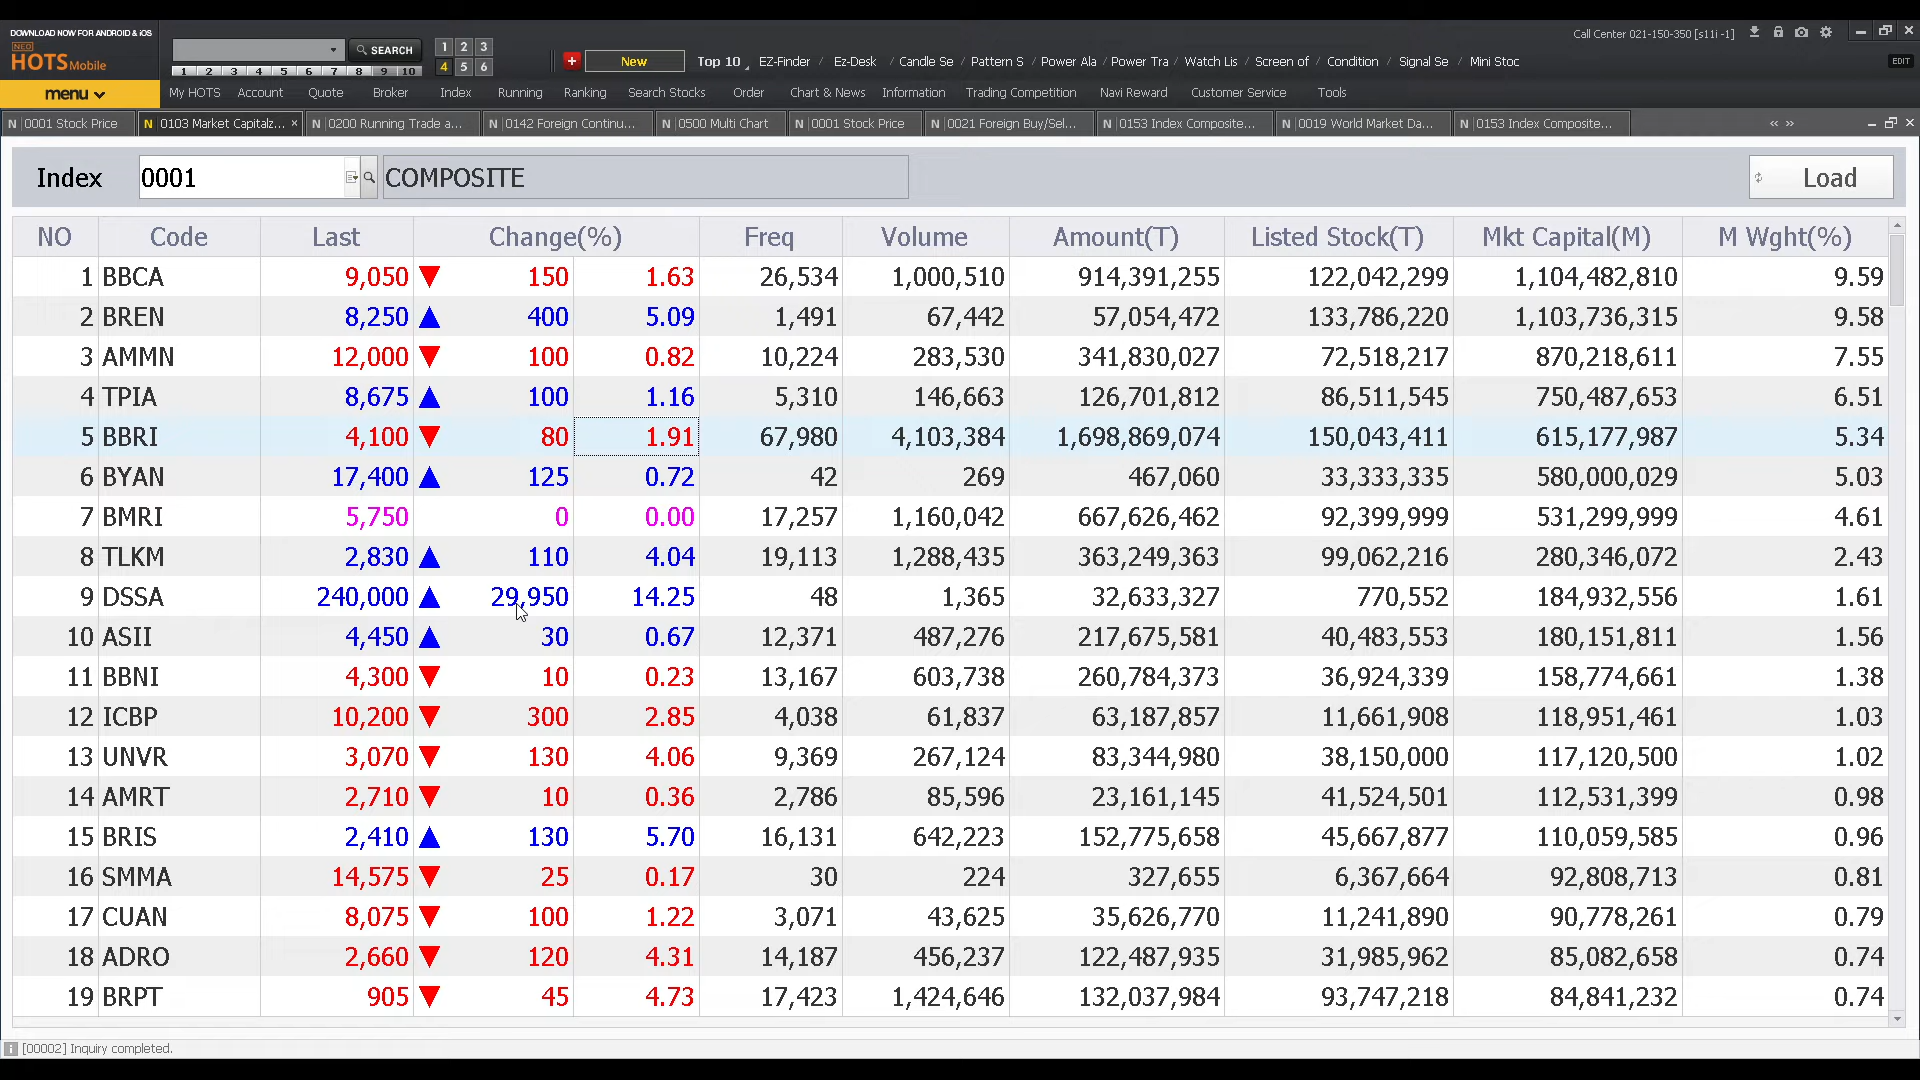 DOWNLOAD NOW FOR ANDROID & iOS
NEO
HOTS Mobile
SEARCH
1 2 3
4 5 6
1 2 3 4 5 6 7 8 9 10
New
Top 10 EZ-Finder / Ez-Desk / Candle Se / Pattern S / Power Ala / Power Tra / Watch Lis / Screen of / Condition / Signal Se / Mini Stoc
Call Center 021-150-350 [s11i -1]
EDIT
menu
My HOTS Account Quote Broker Index Running Ranking Search Stocks Order Chart & News Information Trading Competition Navi Reward Customer Service Tools
N 0001 Stock Price N 0103 Market Capitalz... × N 0200 Running Trade a... N 0142 Foreign Continu... N 0500 Multi Chart N 0001 Stock Price N 0021 Foreign Buy/Sel... N 0153 Index Composite... N 0019 World Market Da... N 0153 Index Composite... « »
Index 0001 COMPOSITE Load
NO Code Last Change(%) Freq Volume Amount(T) Listed Stock(T) Mkt Capital(M) M Wght(%)
1 BBCA 9,050 ▼ 150 1.63 26,534 1,000,510 914,391,255 122,042,299 1,104,482,810 9.59
2 BREN 8,250 ▲ 400 5.09 1,491 67,442 57,054,472 133,786,220 1,103,736,315 9.58
3 AMMN 12,000 ▼ 100 0.82 10,224 283,530 341,830,027 72,518,217 870,218,611 7.55
4 TPIA 8,675 ▲ 100 1.16 5,310 146,663 126,701,812 86,511,545 750,487,653 6.51
5 BBRI 4,100 ▼ 80 1.91 67,980 4,103,384 1,698,869,074 150,043,411 615,177,987 5.34
6 BYAN 17,400 ▲ 125 0.72 42 269 467,060 33,333,335 580,000,029 5.03
7 BMRI 5,750 0 0.00 17,257 1,160,042 667,626,462 92,399,999 531,299,999 4.61
8 TLKM 2,830 ▲ 110 4.04 19,113 1,288,435 363,249,363 99,062,216 280,346,072 2.43
9 DSSA 240,000 ▲ 29,950 14.25 48 1,365 32,633,327 770,552 184,932,556 1.61
10 ASII 4,450 ▲ 30 0.67 12,371 487,276 217,675,581 40,483,553 180,151,811 1.56
11 BBNI 4,300 ▼ 10 0.23 13,167 603,738 260,784,373 36,924,339 158,774,661 1.38
12 ICBP 10,200 ▼ 300 2.85 4,038 61,837 63,187,857 11,661,908 118,951,461 1.03
13 UNVR 3,070 ▼ 130 4.06 9,369 267,124 83,344,980 38,150,000 117,120,500 1.02
14 AMRT 2,710 ▼ 10 0.36 2,786 85,596 23,161,145 41,524,501 112,531,399 0.98
15 BRIS 2,410 ▲ 130 5.70 16,131 642,223 152,775,658 45,667,877 110,059,585 0.96
16 SMMA 14,575 ▼ 25 0.17 30 224 327,655 6,367,664 92,808,713 0.81
17 CUAN 8,075 ▼ 100 1.22 3,071 43,625 35,626,770 11,241,890 90,778,261 0.79
18 ADRO 2,660 ▼ 120 4.31 14,187 456,237 122,487,935 31,985,962 85,082,658 0.74
19 BRPT 905 ▼ 45 4.73 17,423 1,424,646 132,037,984 93,747,218 84,841,232 0.74
[00002] Inquiry completed.